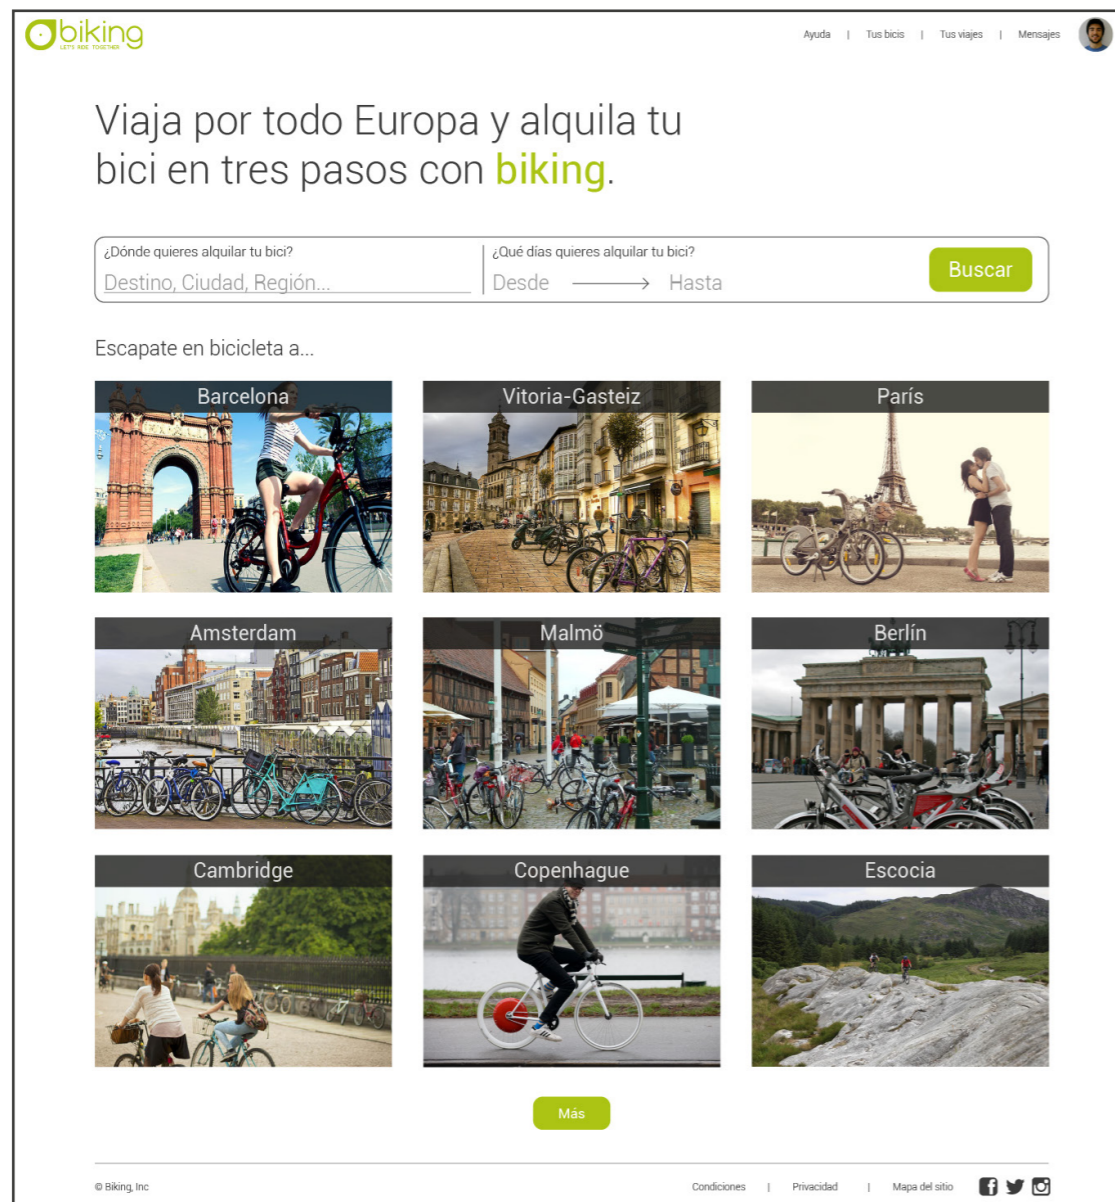 biking
LET'S RIDE TOGETHER
Ayuda | Tus bicis | Tus viajes | Mensajes
Viaja por todo Europa y alquila tu
bici en tres pasos con biking.
¿Dónde quieres alquilar tu bici?
Destino, Ciudad, Región...
¿Qué días quieres alquilar tu bici?
Desde
Hasta
Buscar
Escapate en bicicleta a...
Barcelona
Vitoria-Gasteiz
París
Amsterdam
Malmö
Berlín
Cambridge
Copenhague
Escocia
Más
© Biking, Inc
Condiciones | Privacidad | Mapa del sitio